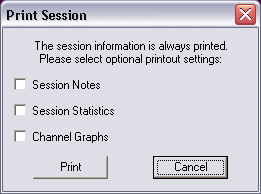 Print Session
The session information is always printed.
Please select optional printout settings:
Session Notes
Session Statistics
Channel Graphs
Print
Cancel